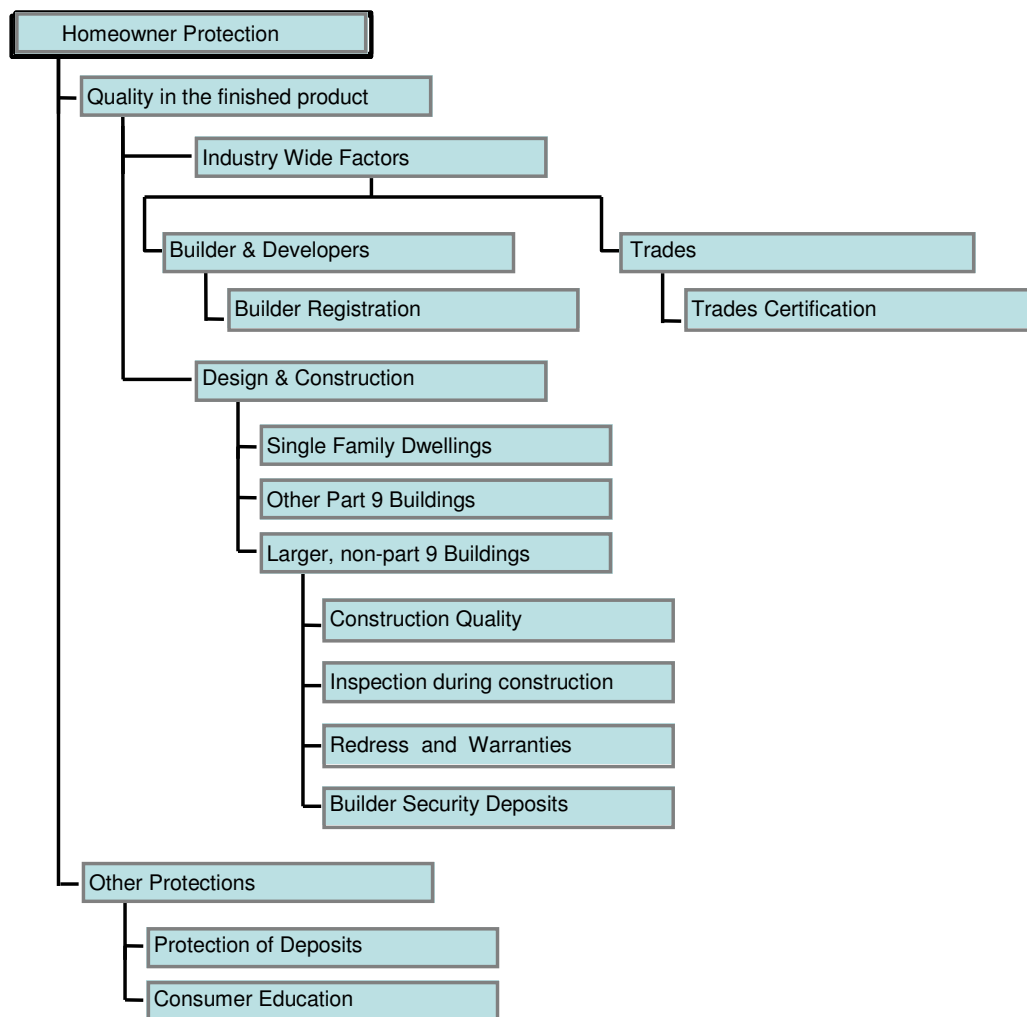 Homeowner Protection
Quality in the finished product
Industry Wide Factors
Builder & Developers
Trades
Builder Registration
Trades Certification
Design & Construction
Single Family Dwellings
Other Part 9 Buildings
Larger, non-part 9 Buildings
Construction Quality
Inspection during construction
Redress and Warranties
Builder Security Deposits
Other Protections
Protection of Deposits
Consumer Education